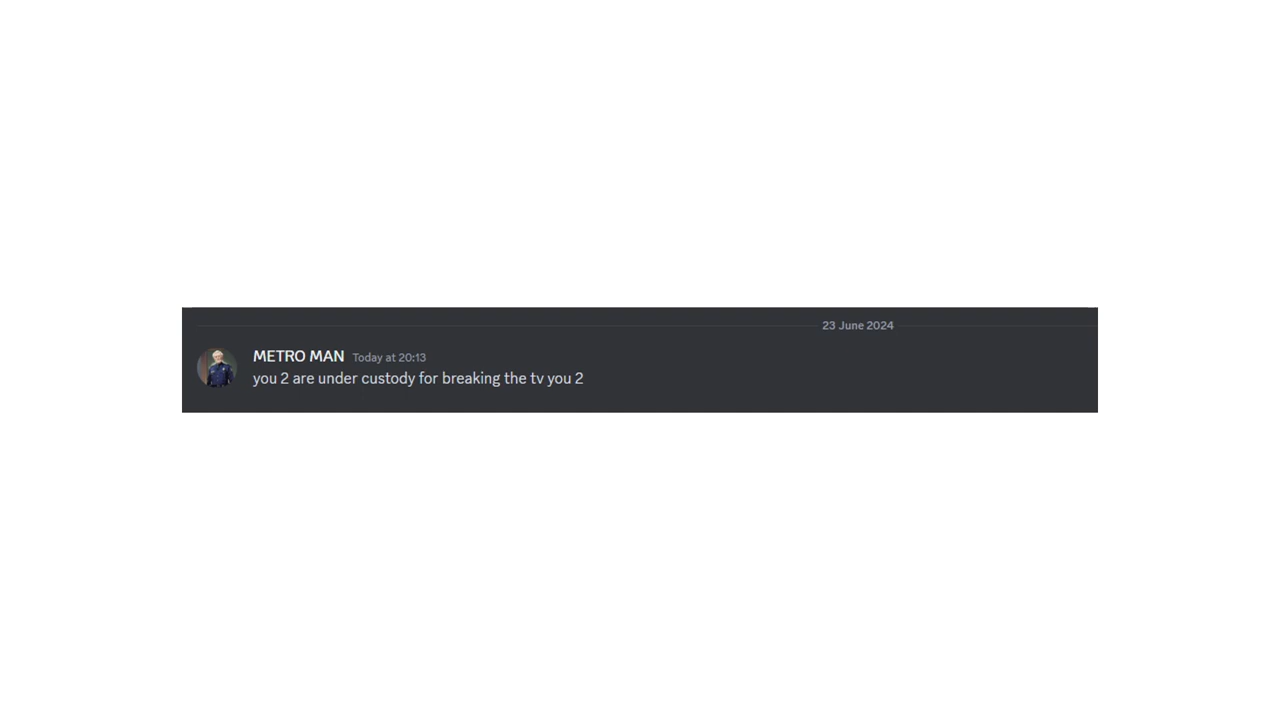 23 June 2024
METRO MAN Today at 20:13
you 2 are under custody for breaking the tv you 2